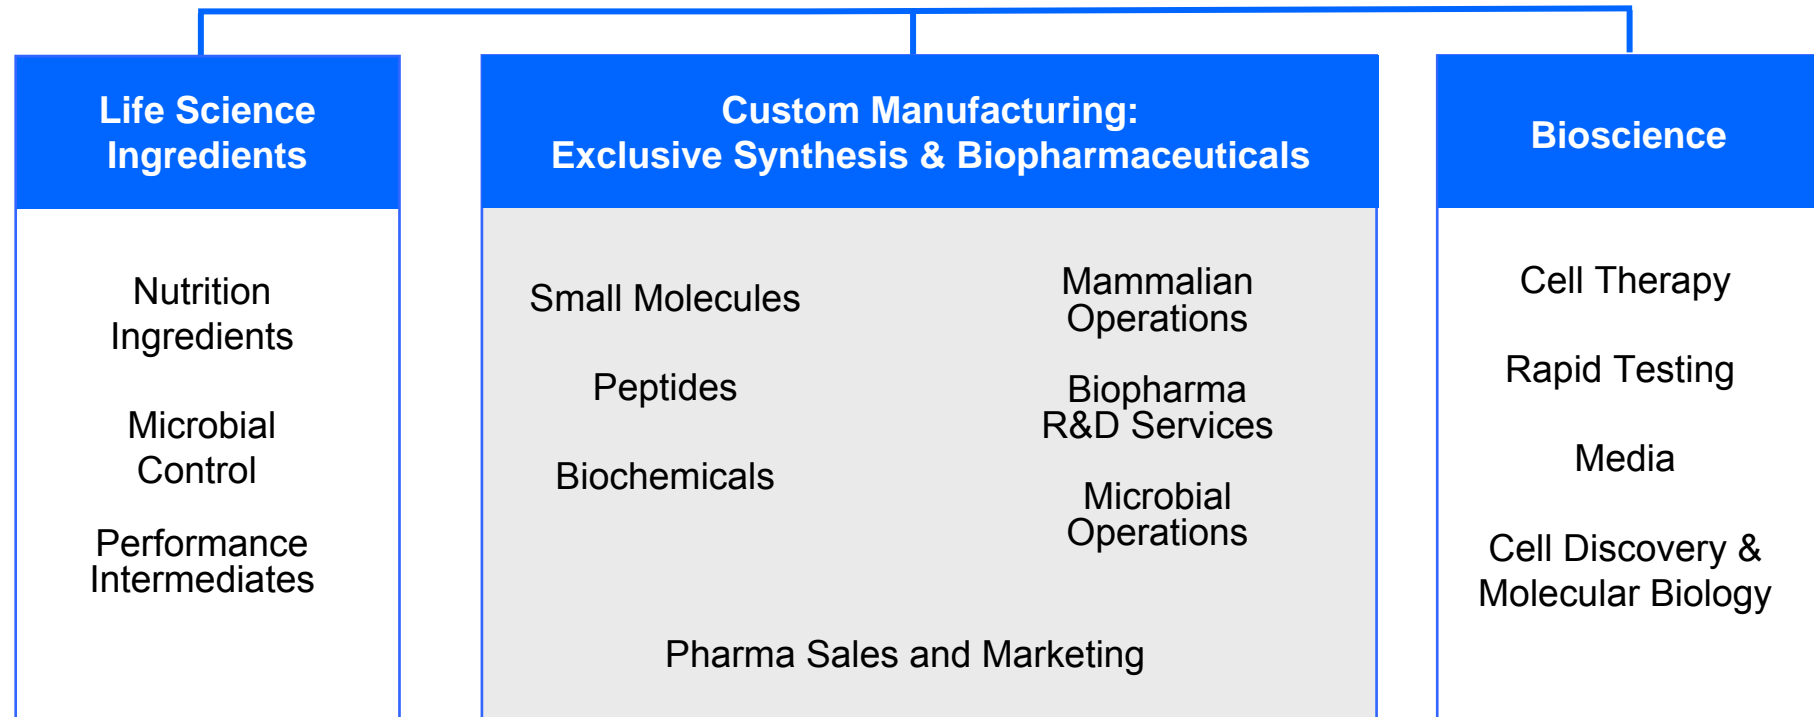 Life Science
Ingredients
Nutrition
Ingredients
Microbial
Control
Performance
Intermediates
Custom Manufacturing:
Exclusive Synthesis & Biopharmaceuticals
Small Molecules
Peptides
Biochemicals
Mammalian
Operations
Biopharma
R&D Services
Microbial
Operations
Pharma Sales and Marketing
Bioscience
Cell Therapy
Rapid Testing
Media
Cell Discovery &
Molecular Biology